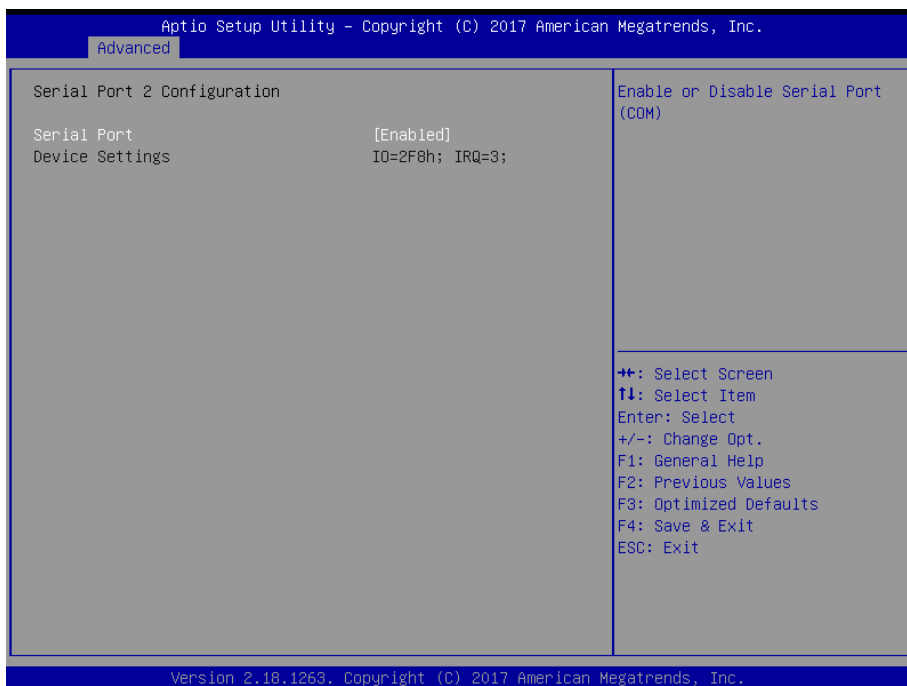 Aptio Setup Utility – Copyright (C) 2017 American Megatrends, Inc.
Advanced
Serial Port 2 Configuration
Serial Port [Enabled]
Device Settings IO=2F8h; IRQ=3;
Enable or Disable Serial Port
(COM)
→←: Select Screen
↑↓: Select Item
Enter: Select
+/-: Change Opt.
F1: General Help
F2: Previous Values
F3: Optimized Defaults
F4: Save & Exit
ESC: Exit
Version 2.18.1263. Copyright (C) 2017 American Megatrends, Inc.